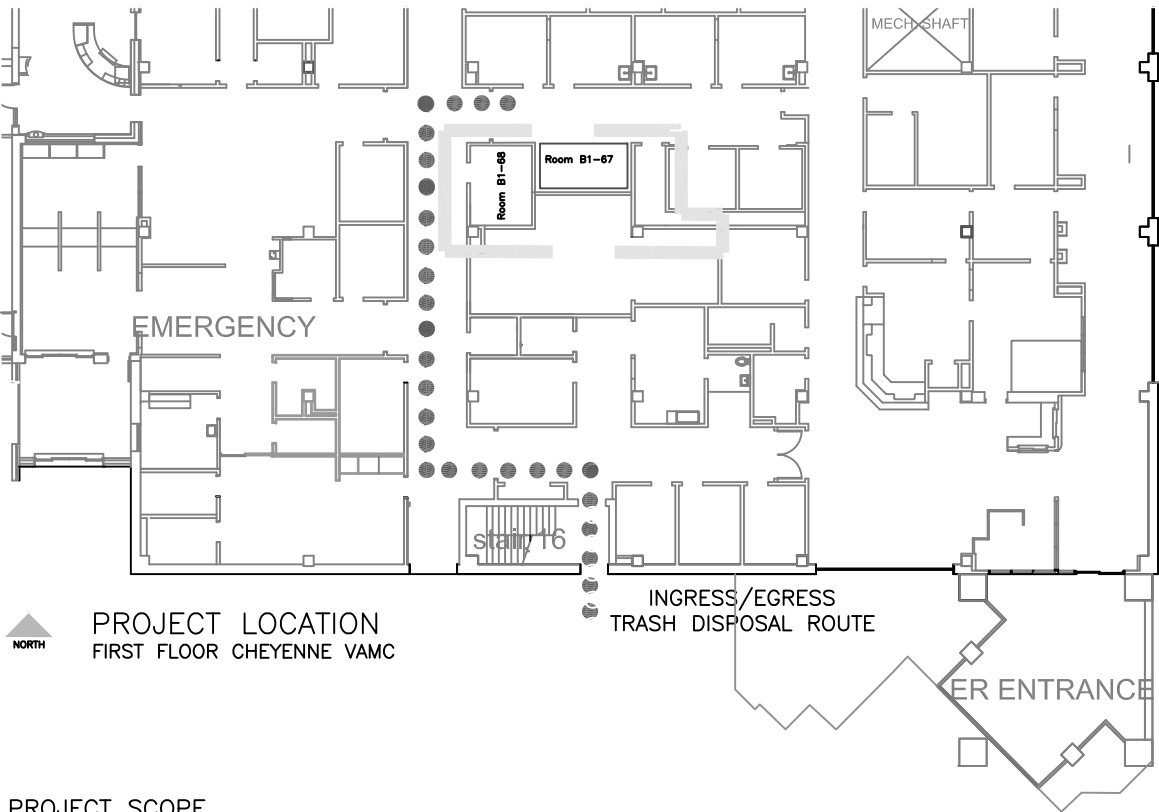 MECH. SHAFT
Room B1-68
Room B1-67
EMERGENCY
stair 16
NORTH
PROJECT LOCATION
FIRST FLOOR CHEYENNE VAMC
INGRESS/EGRESS
TRASH DISPOSAL ROUTE
ER ENTRANCE
PROJECT SCOPE